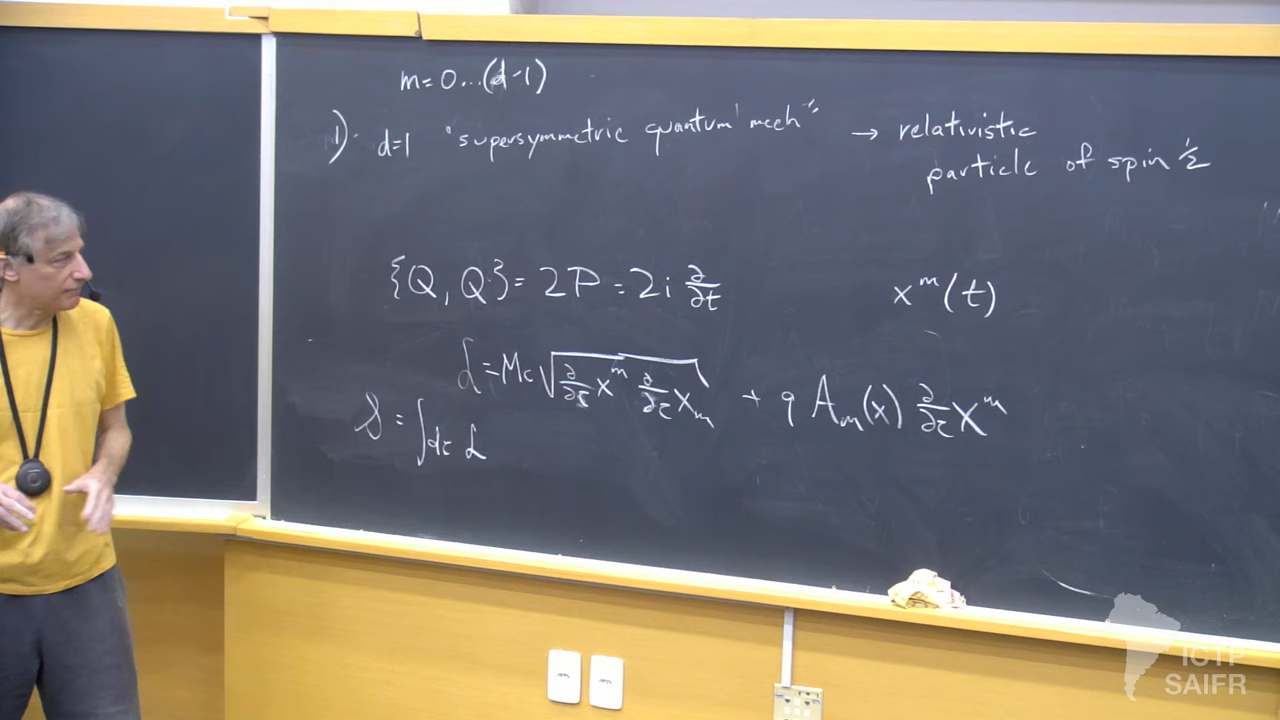 m=0...(d-1)
1). d=1 "supersymmetric quantum mech" → relativistic
particle of spin ½
{Q, Q} = 2P = 2i ∂/∂t
x^m(t)
ℒ = Mc √(∂/∂τ x^m ∂/∂τ x_m) + q A_m(x) ∂/∂τ x^m
S = ∫dτ ℒ
ICTP
SAIFR